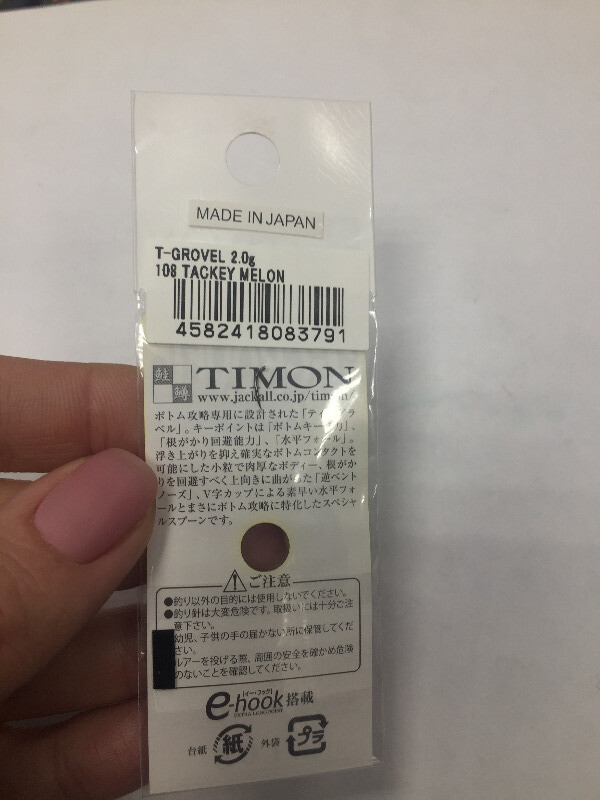 MADE IN JAPAN
T-GROVEL 2.0g
108 TACKEY MELON
4582418083791
鮭
鱒
TIMON
www.jackall.co.jp/timon/
ボトム攻略専用に設計された「ティグラ
ベル」。キーポイントは「ボトムキープ力」、
「根がかり回避能力」、「水平フォール」。
浮き上がりを抑え確実なボトムコンタクトを
可能にした小粒で肉厚なボディー、根がか
りを回避すべく上向きに曲がった「逆ベント
ノーズ」、V字カップによる素早い水平フォ
ールとまさにボトム攻略に特化したスペシャ
ルスプーンです。
ご注意
●釣り以外の目的には使用しないでください。
●釣り針は大変危険です。取扱いには十分ご注
意下さい。
幼児、子供の手の届かない所に保管してくだ
さい。
ルアーを投げる際、周囲の安全を確かめ危険
のないことを確認してください。
[イー・フック]
e-hook搭載
台紙 紙 外袋 プラ